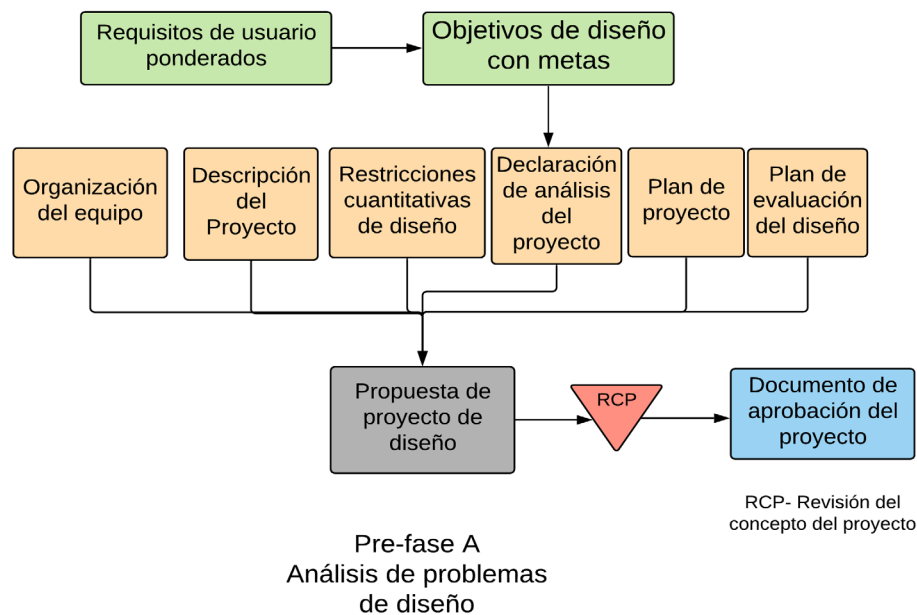 Requisitos de usuario
ponderados
Objetivos de diseño
con metas
Organización
del equipo
Descripción
del
Proyecto
Restricciones
cuantitativas
de diseño
Declaración
de análisis
del
proyecto
Plan de
proyecto
Plan de
evaluación
del diseño
Propuesta de
proyecto de
diseño
RCP
Documento de
aprobación del
proyecto
RCP- Revisión del
concepto del proyecto
Pre-fase A
Análisis de problemas
de diseño